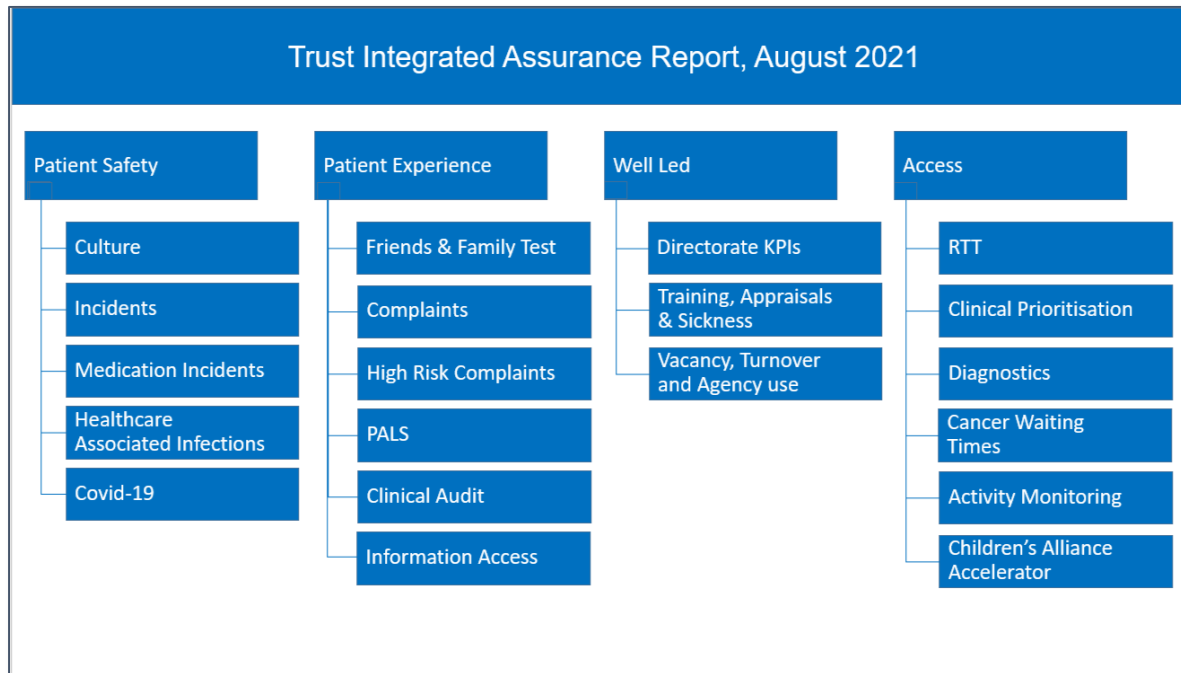 Trust Integrated Assurance Report, August 2021
Patient Safety
Culture
Incidents
Medication Incidents
Healthcare
Associated Infections
Covid-19
Patient Experience
Friends & Family Test
Complaints
High Risk Complaints
PALS
Clinical Audit
Information Access
Well Led
Directorate KPIs
Training, Appraisals
& Sickness
Vacancy, Turnover
and Agency use
Access
RTT
Clinical Prioritisation
Diagnostics
Cancer Waiting
Times
Activity Monitoring
Children’s Alliance
Accelerator